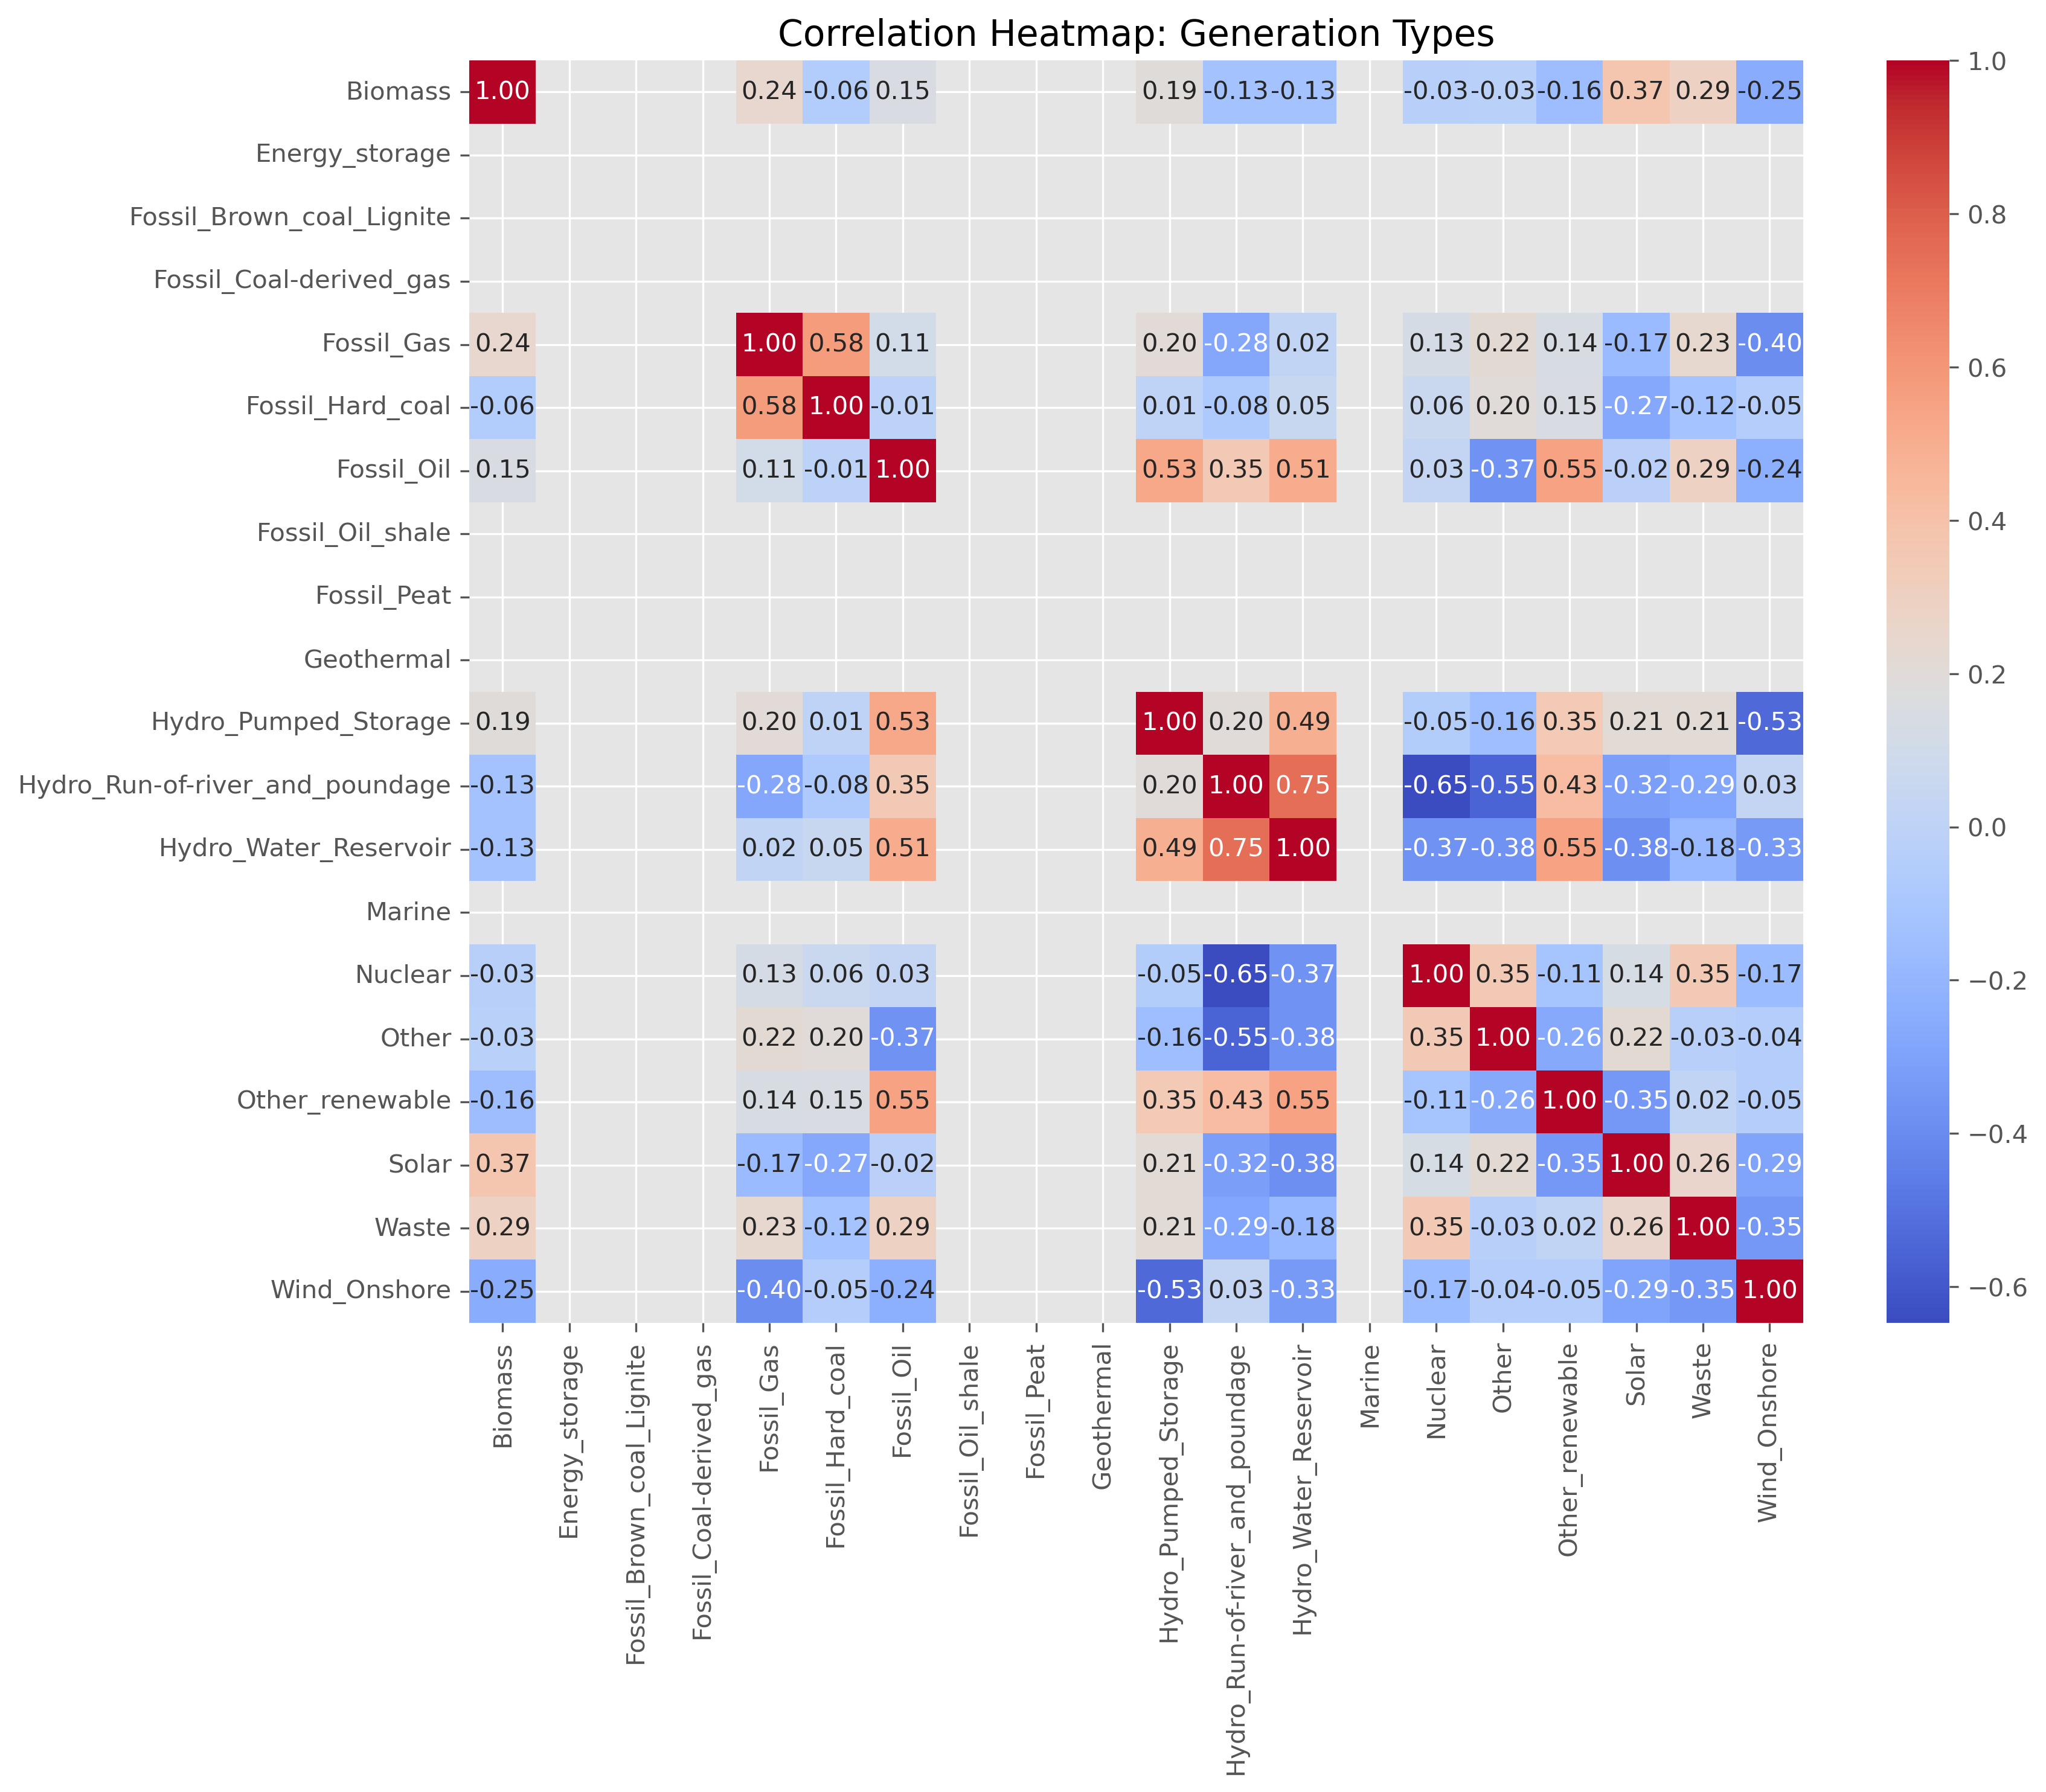 Correlation Heatmap: Generation Types
Biomass 1.00 0.24 -0.06 0.15 0.19 -0.13 -0.13 -0.03 -0.03 -0.16 0.37 0.29 -0.25
Energy_storage
Fossil_Brown_coal_Lignite
Fossil_Coal-derived_gas
Fossil_Gas 0.24 1.00 0.58 0.11 0.20 -0.28 0.02 0.13 0.22 0.14 -0.17 0.23 -0.40
Fossil_Hard_coal -0.06 0.58 1.00 -0.01 0.01 -0.08 0.05 0.06 0.20 0.15 -0.27 -0.12 -0.05
Fossil_Oil 0.15 0.11 -0.01 1.00 0.53 0.35 0.51 0.03 -0.37 0.55 -0.02 0.29 -0.24
Fossil_Oil_shale
Fossil_Peat
Geothermal
Hydro_Pumped_Storage 0.19 0.20 0.01 0.53 1.00 0.20 0.49 -0.05 -0.16 0.35 0.21 0.21 -0.53
Hydro_Run-of-river_and_poundage -0.13 -0.28 -0.08 0.35 0.20 1.00 0.75 -0.65 -0.55 0.43 -0.32 -0.29 0.03
Hydro_Water_Reservoir -0.13 0.02 0.05 0.51 0.49 0.75 1.00 -0.37 -0.38 0.55 -0.38 -0.18 -0.33
Marine
Nuclear -0.03 0.13 0.06 0.03 -0.05 -0.65 -0.37 1.00 0.35 -0.11 0.14 0.35 -0.17
Other -0.03 0.22 0.20 -0.37 -0.16 -0.55 -0.38 0.35 1.00 -0.26 0.22 -0.03 -0.04
Other_renewable -0.16 0.14 0.15 0.55 0.35 0.43 0.55 -0.11 -0.26 1.00 -0.35 0.02 -0.05
Solar 0.37 -0.17 -0.27 -0.02 0.21 -0.32 -0.38 0.14 0.22 -0.35 1.00 0.26 -0.29
Waste 0.29 0.23 -0.12 0.29 0.21 -0.29 -0.18 0.35 -0.03 0.02 0.26 1.00 -0.35
Wind_Onshore -0.25 -0.40 -0.05 -0.24 -0.53 0.03 -0.33 -0.17 -0.04 -0.05 -0.29 -0.35 1.00
Biomass
Energy_storage
Fossil_Brown_coal_Lignite
Fossil_Coal-derived_gas
Fossil_Gas
Fossil_Hard_coal
Fossil_Oil
Fossil_Oil_shale
Fossil_Peat
Geothermal
Hydro_Pumped_Storage
Hydro_Run-of-river_and_poundage
Hydro_Water_Reservoir
Marine
Nuclear
Other
Other_renewable
Solar
Waste
Wind_Onshore
1.0
0.8
0.6
0.4
0.2
0.0
−0.2
−0.4
−0.6